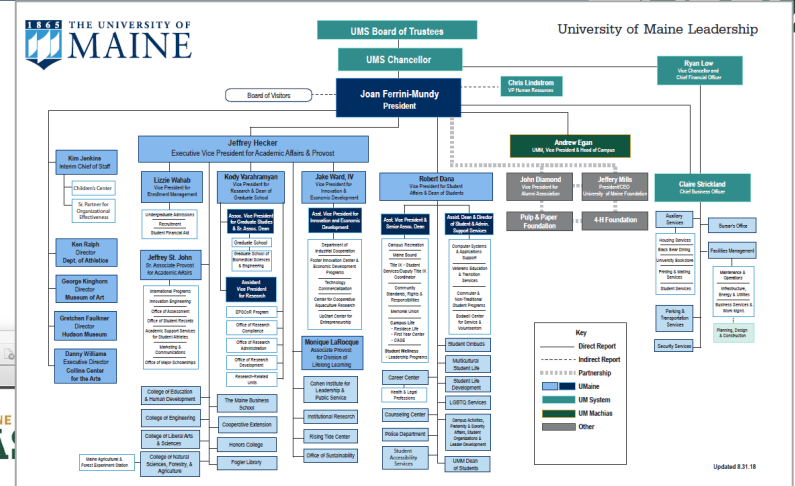 1865 THE UNIVERSITY OF
MAINE
University of Maine Leadership
UMS Board of Trustees
UMS Chancellor
Ryan Low
Vice Chancellor and
Chief Financial Officer
Chris Lindstrom
VP Human Resources
Board of Visitors
Joan Ferrini-Mundy
President
Jeffrey Hecker
Executive Vice President for Academic Affairs & Provost
Andrew Egan
UMM, Vice President & Head of Campus
Kim Jenkins
Interim Chief of Staff
Children's Center
Sr. Partner for
Organizational
Effectiveness
Ken Ralph
Director
Dept. of Athletics
George Kinghorn
Director
Museum of Art
Gretchen Faulkner
Director
Hudson Museum
Danny Williams
Executive Director
Collins Center
for the Arts
Lizzie Wahab
Vice President for
Enrollment Management
Undergraduate Admissions
Recruitment
Student Financial Aid
Jeffrey St. John
Sr. Associate Provost
for Academic Affairs
International Programs
Innovation Engineering
Office of Assessment
Office of Student Records
Academic Support Services
for Student Athletes
Marketing &
Communications
Office of Major Scholarships
College of Education
& Human Development
College of Engineering
College of Liberal Arts
& Sciences
College of Natural
Sciences, Forestry, &
Agriculture
Maine Agricultural &
Forest Experiment Station
Kody Varahramyan
Vice President for
Research & Dean of
Graduate School
Assoc. Vice President
for Graduate Studies
& Sr. Assoc. Dean
Graduate School
Graduate School of
Biomedical Sciences
& Engineering
Assistant
Vice President
for Research
EPSCoR Program
Office of Research
Compliance
Office of Research
Administration
Office of Research
Development
Research-Related
Units
The Maine Business
School
Cooperative Extension
Honors College
Fogler Library
Jake Ward, IV
Vice President for
Innovation &
Economic Development
Asst. Vice President for
Innovation and Economic
Development
Department of
Industrial Cooperation
Foster Innovation Center &
Economic Development
Programs
Technology
Commercialization
Center for Cooperative
Aquaculture Research
UpStart Center for
Entrepreneurship
Monique LaRocque
Associate Provost
for Division of
Lifelong Learning
Cohen Institute for
Leadership &
Public Service
Institutional Research
Rising Tide Center
Office of Sustainability
Robert Dana
Vice President for Student
Affairs & Dean of Students
Asst. Vice President &
Senior Assoc. Dean
Campus Recreation
Maine Bound
Title IX – Student
Services/Deputy Title IX
Coordinator
Community
Standards, Rights &
Responsibilities
Memorial Union
Campus Life
- Residence Life
- First Year Center
- OASE
Student Wellness
- Leadership Programs
Career Center
Health & Legal
Professions
Counseling Center
Police Department
Student
Accessibility
Services
Assist. Dean & Director
of Student & Admin.
Support Services
Computer Systems
& Applications
Support
Veterans Education
& Transition
Services
Commuter &
Non-Traditional
Student Programs
Bodwell Center
for Service &
Volunteerism
Student Ombuds
Multicultural
Student Life
Student Life
Development
LGBTQ Services
Campus Activities,
Fraternity & Sorority
Affairs, Student
Organizations &
Leader Development
UMM Dean
of Students
John Diamond
Vice President for
Alumni Association
Jeffery Mills
President/CEO
University of Maine Foundation
Pulp & Paper
Foundation
4-H Foundation
Claire Strickland
Chief Business Officer
Auxiliary
Services
Housing Services
Black Bear Dining
University Bookstore
Printing & Mailing
Services
Student Services
Parking &
Transportation
Services
Security Services
Bursar's Office
Facilities Management
Maintenance &
Operations
Infrastructure,
Energy & Utilities
Business Services &
Work Mgmt.
Planning, Design
& Construction
Key
Direct Report
Indirect Report
Partnership
UMaine
UM System
UM Machias
Other
Updated 8.31.18